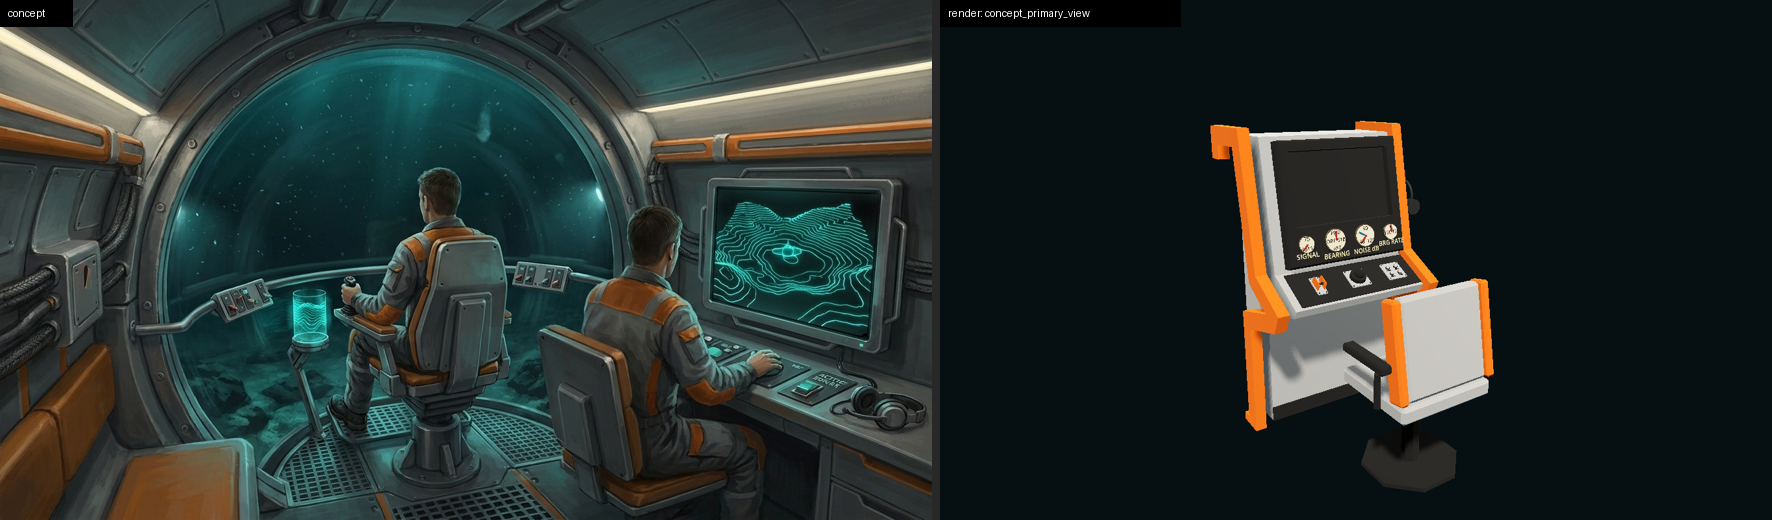 concept
render: concept_primary_view
SIGNAL
BEARING
NOISE dB
BRG RATE